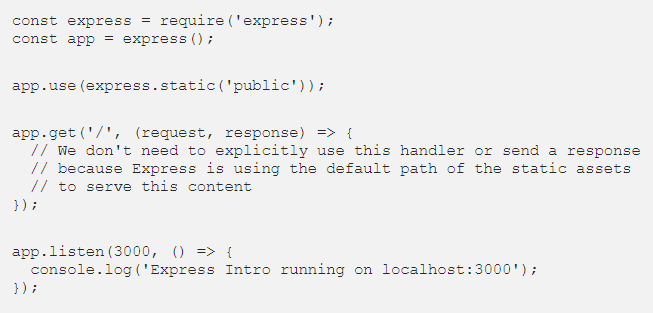 const express = require('express');
const app = express();
app.use(express.static('public'));
app.get('/', (request, response) => {
  // We don't need to explicitly use this handler or send a response
  // because Express is using the default path of the static assets
  // to serve this content
});
app.listen(3000, () => {
  console.log('Express Intro running on localhost:3000');
});